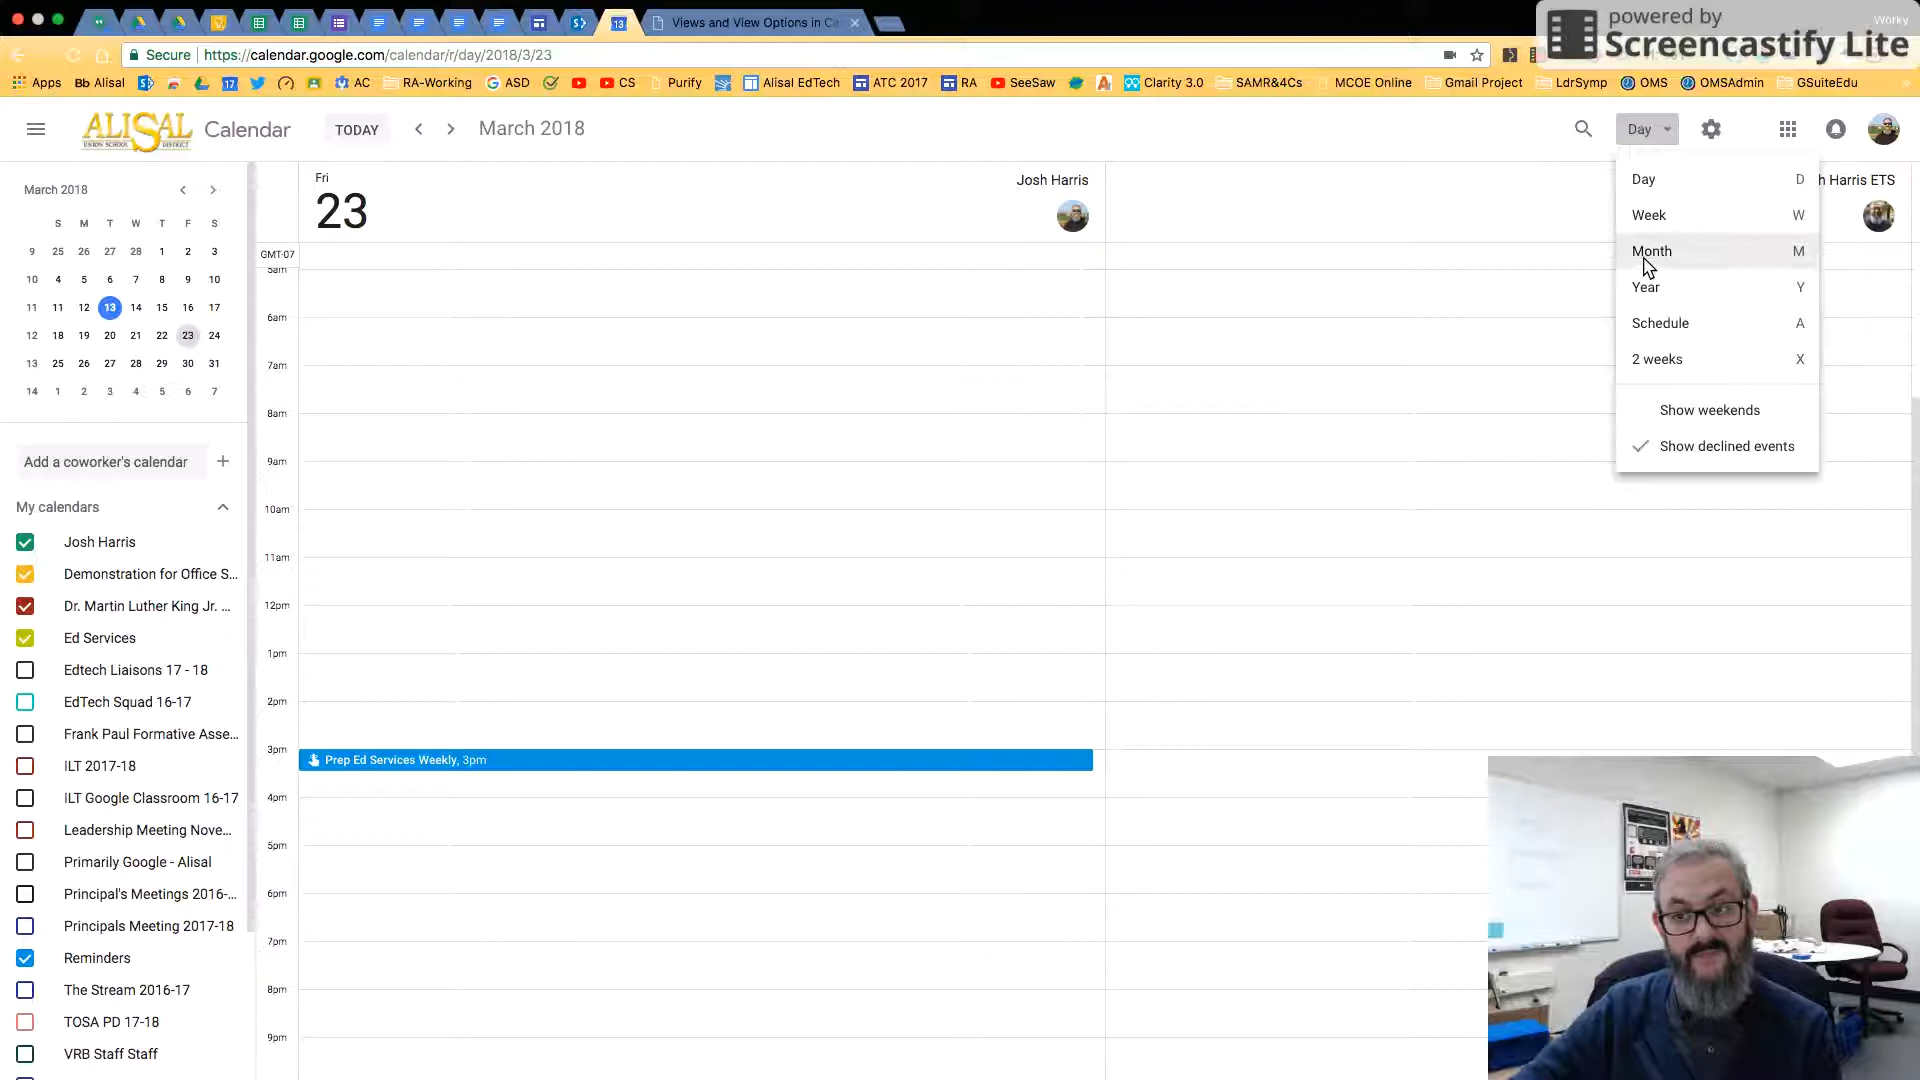 Views and View Options in Ca
Worky
powered by
Screencastify Lite
Secure https://calendar.google.com/calendar/r/day/2018/3/23
Apps Bb Alisal AC RA-Working ASD CS Purify Alisal EdTech ATC 2017 RA SeeSaw Clarity 3.0 SAMR&4Cs MCOE Online Gmail Project LdrSymp OMS OMSAdmin GSuiteEdu
ALISAL
UNION SCHOOL DISTRICT
Calendar TODAY March 2018 Day
March 2018
S M T W T F S
9 25 26 27 28 1 2 3
10 4 5 6 7 8 9 10
11 11 12 13 14 15 16 17
12 18 19 20 21 22 23 24
13 25 26 27 28 29 30 31
14 1 2 3 4 5 6 7
Add a coworker's calendar
My calendars
Josh Harris
Demonstration for Office S...
Dr. Martin Luther King Jr. ...
Ed Services
Edtech Liaisons 17 - 18
EdTech Squad 16-17
Frank Paul Formative Asse...
ILT 2017-18
ILT Google Classroom 16-17
Leadership Meeting Nove...
Primarily Google - Alisal
Principal's Meetings 2016-...
Principals Meeting 2017-18
Reminders
The Stream 2016-17
TOSA PD 17-18
VRB Staff Staff
Fri
23
Josh Harris
h Harris ETS
GMT-07
5am
6am
7am
8am
9am
10am
11am
12pm
1pm
2pm
3pm
Prep Ed Services Weekly, 3pm
4pm
5pm
6pm
7pm
8pm
9pm
Day D
Week W
Month M
Year Y
Schedule A
2 weeks X
Show weekends
Show declined events